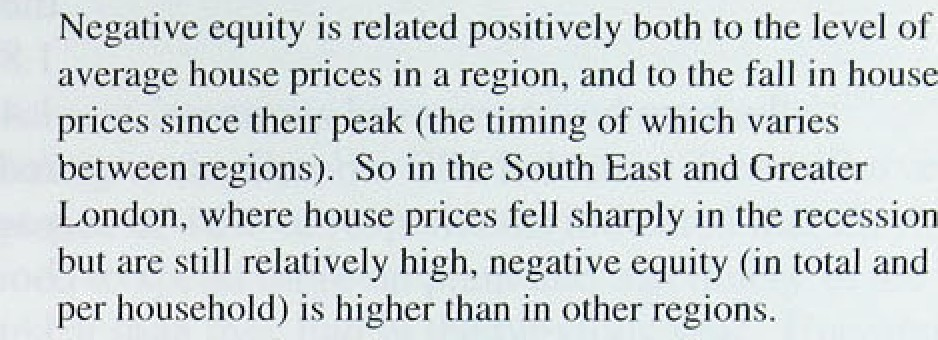 Negative equity is related positively both to the level of
average house prices in a region, and to the fall in house
prices since their peak (the timing of which varies
between regions). So in the South East and Greater
London, where house prices fell sharply in the recession
but are still relatively high, negative equity (in total and
per household) is higher than in other regions.